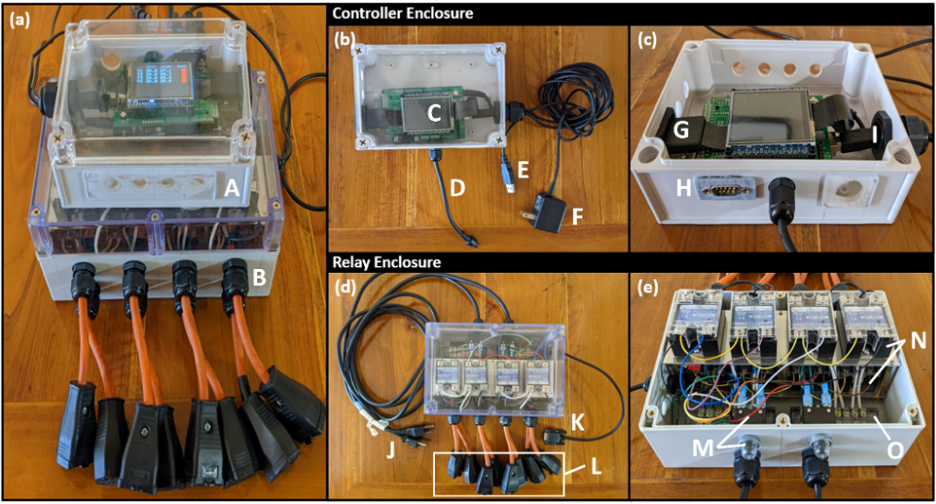 (a)
A
B
Controller Enclosure
(b)
C
D
E
F
(c)
G
H
I
Relay Enclosure
(d)
J
K
L
(e)
M
N
O